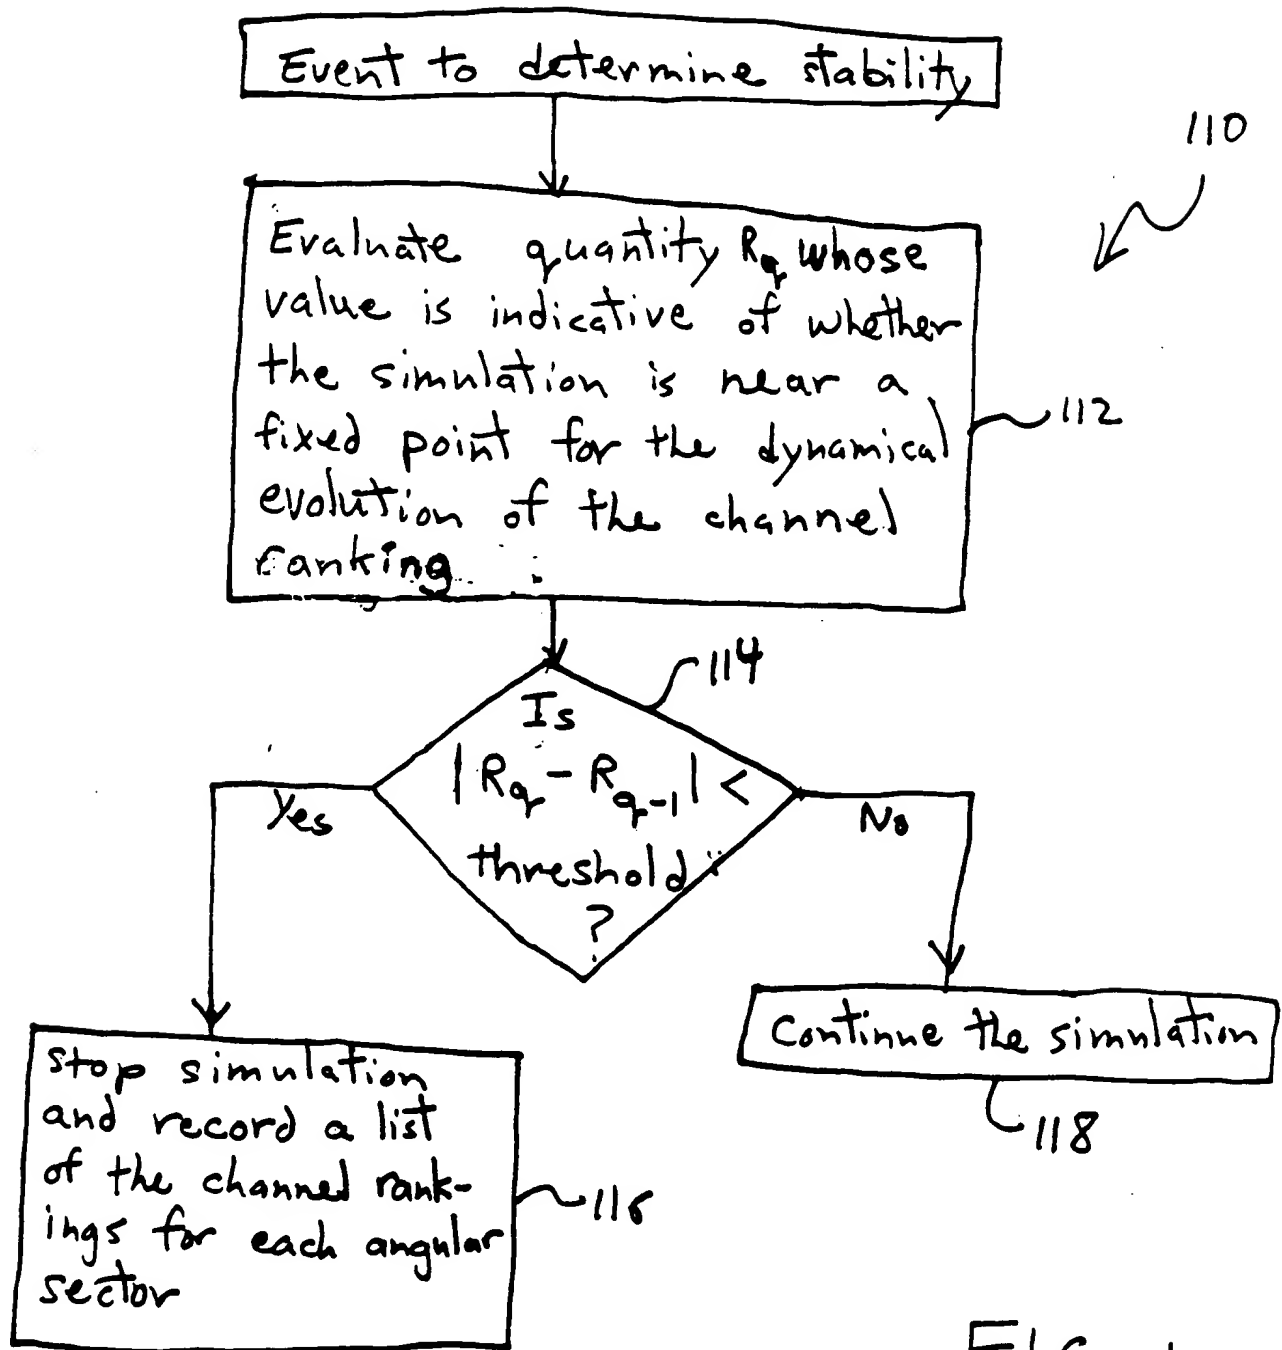 Event to determine stability
110
Evaluate quantity Rq whose
value is indicative of whether
the simulation is near a
fixed point for the dynamical
evolution of the channel
ranking
112
114
Is
| Rq - Rq-1 | <
threshold
?
Yes
No
Continue the simulation
118
Stop simulation
and record a list
of the channel rank-
ings for each angular
sector
116